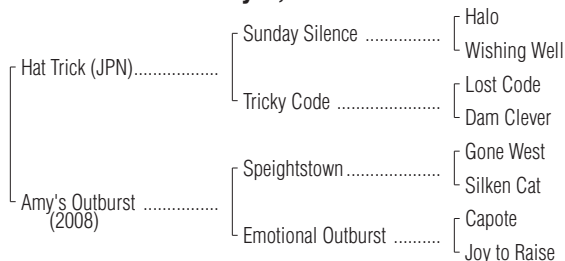 Halo
Sunday Silence ................
Wishing Well
Hat Trick (JPN)..................
Lost Code
Tricky Code ......................
Dam Clever
Gone West
Speightstown....................
Silken Cat
Amy's Outburst ................
(2008)
Capote
Emotional Outburst ..........
Joy to Raise